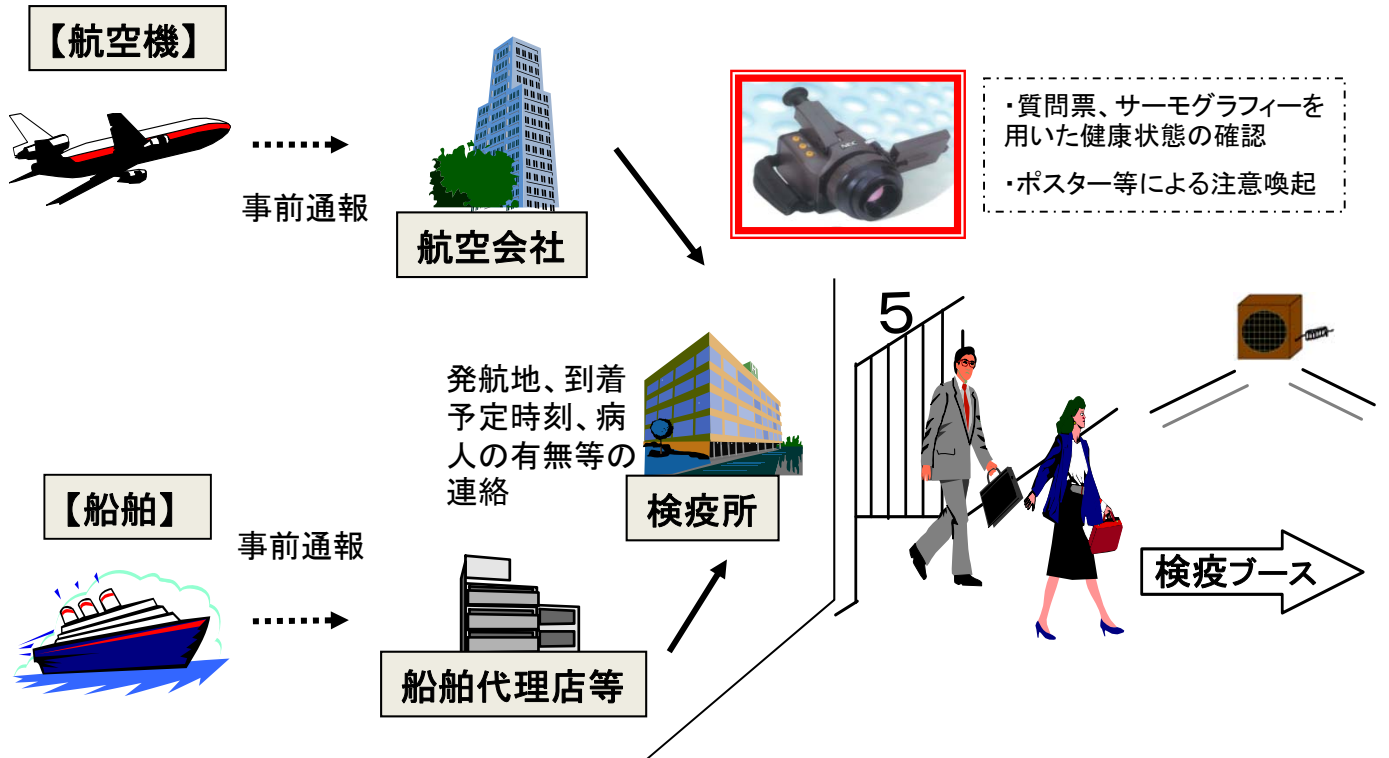 【航空機】
事前通報
航空会社
・質問票、サーモグラフィーを
用いた健康状態の確認
・ポスター等による注意喚起
5
発航地、到着
予定時刻、病
人の有無等の
連絡
検疫所
【船舶】
事前通報
船舶代理店等
検疫ブース
NEC